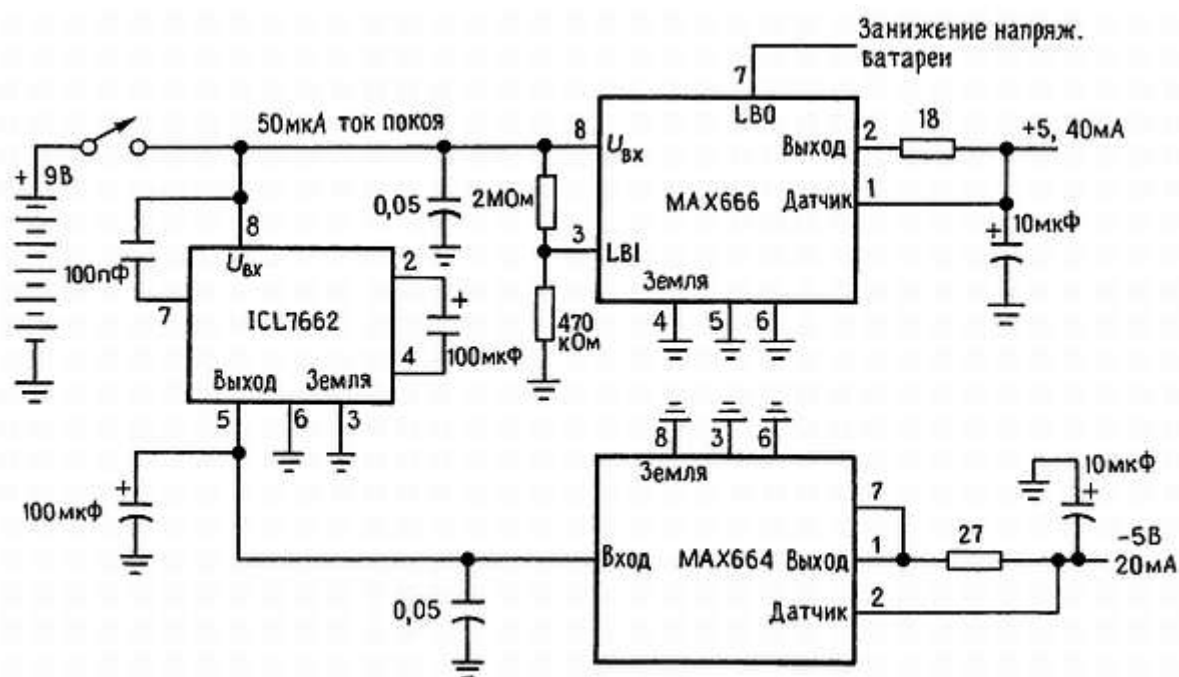 Занижение напряж.
батареи
7
LBO
50мкА ток покоя
8
Uвх
2
18
+5, 40мА
Выход
+
9В
0,05
2МОм
MAX666
Датчик
1
8
3
LBI
+
10мкФ
100пФ
Uвх
2
+
Земля
7
ICL7662
470
кОм
4
5
6
4
100мкФ
Выход
Земля
5
6
3
8
3
6
Земля
10мкФ
+
+
7
100мкФ
27
-5В
Вход
MAX664
Выход
1
20мА
0,05
2
Датчик